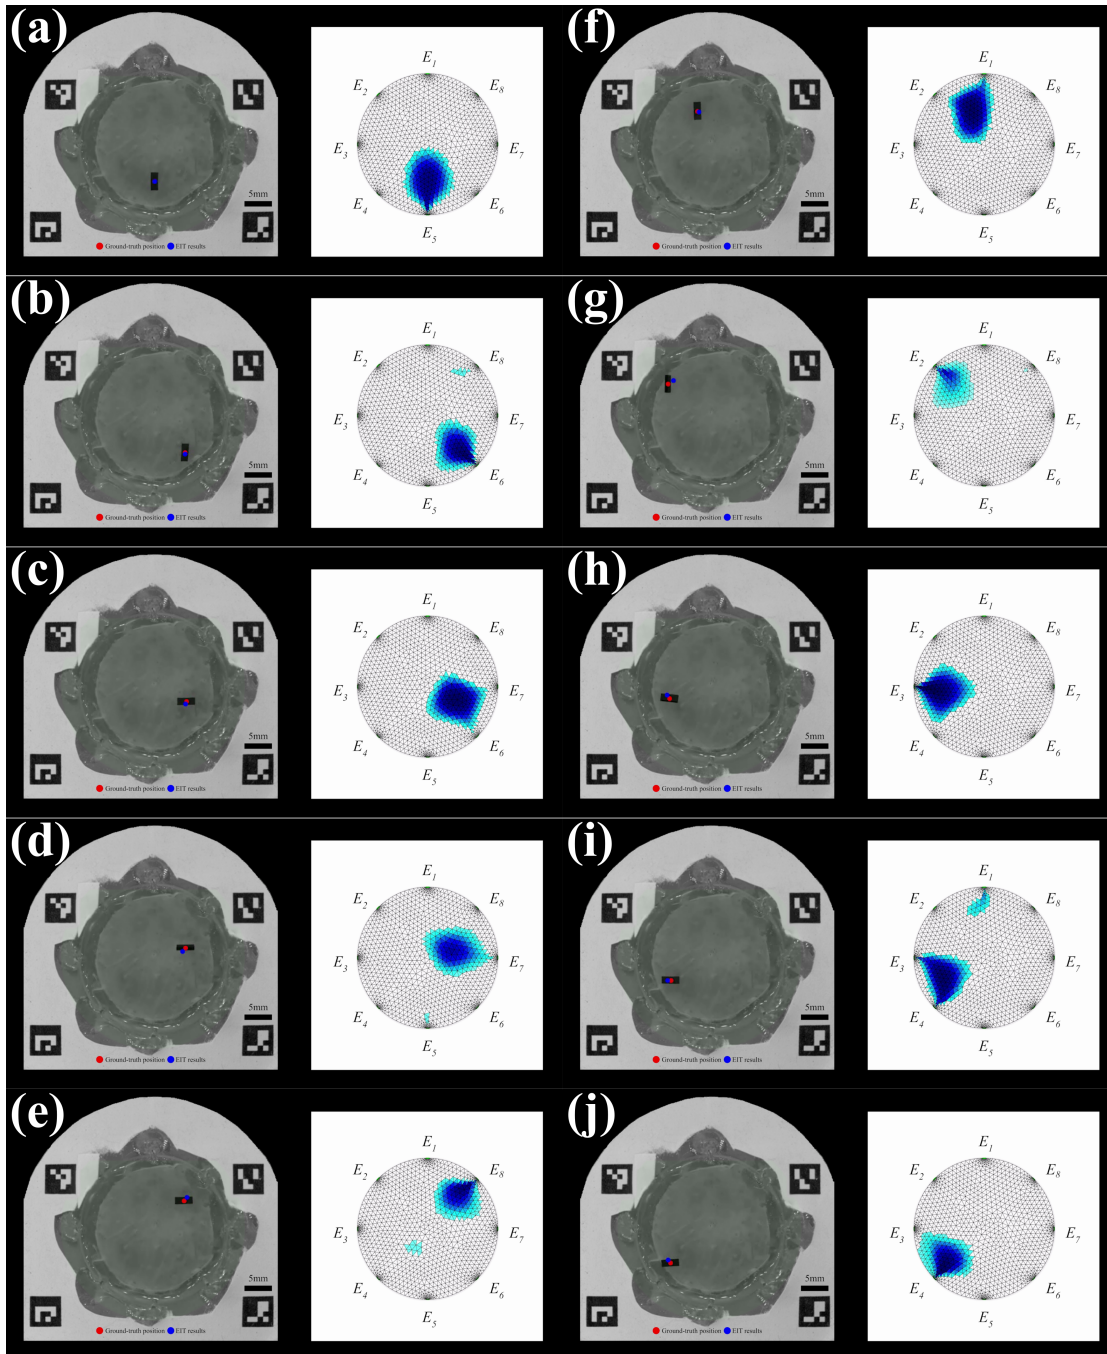 (a)
5mm
Ground-truth position EIT results
E1
E2 E8
E3 E7
E4 E6
E5
(f)
5mm
Ground-truth position EIT results
E1
E2 E8
E3 E7
E4 E6
E5
(b)
5mm
Ground-truth position EIT results
E1
E2 E8
E3 E7
E4 E6
E5
(g)
5mm
Ground-truth position EIT results
E1
E2 E8
E3 E7
E4 E6
E5
(c)
5mm
Ground-truth position EIT results
E1
E2 E8
E3 E7
E4 E6
E5
(h)
5mm
Ground-truth position EIT results
E1
E2 E8
E3 E7
E4 E6
E5
(d)
5mm
Ground-truth position EIT results
E1
E2 E8
E3 E7
E4 E6
E5
(i)
5mm
Ground-truth position EIT results
E1
E2 E8
E3 E7
E4 E6
E5
(e)
5mm
Ground-truth position EIT results
E1
E2 E8
E3 E7
E4 E6
E5
(j)
5mm
Ground-truth position EIT results
E1
E2 E8
E3 E7
E4 E6
E5